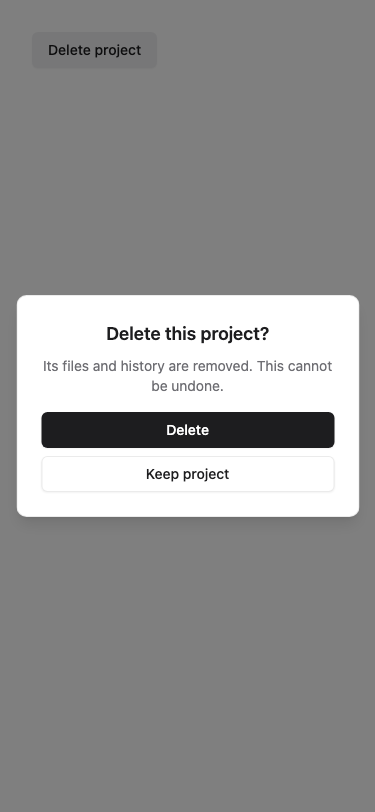 Delete project
Delete this project?
Its files and history are removed. This cannot
be undone.
Delete
Keep project